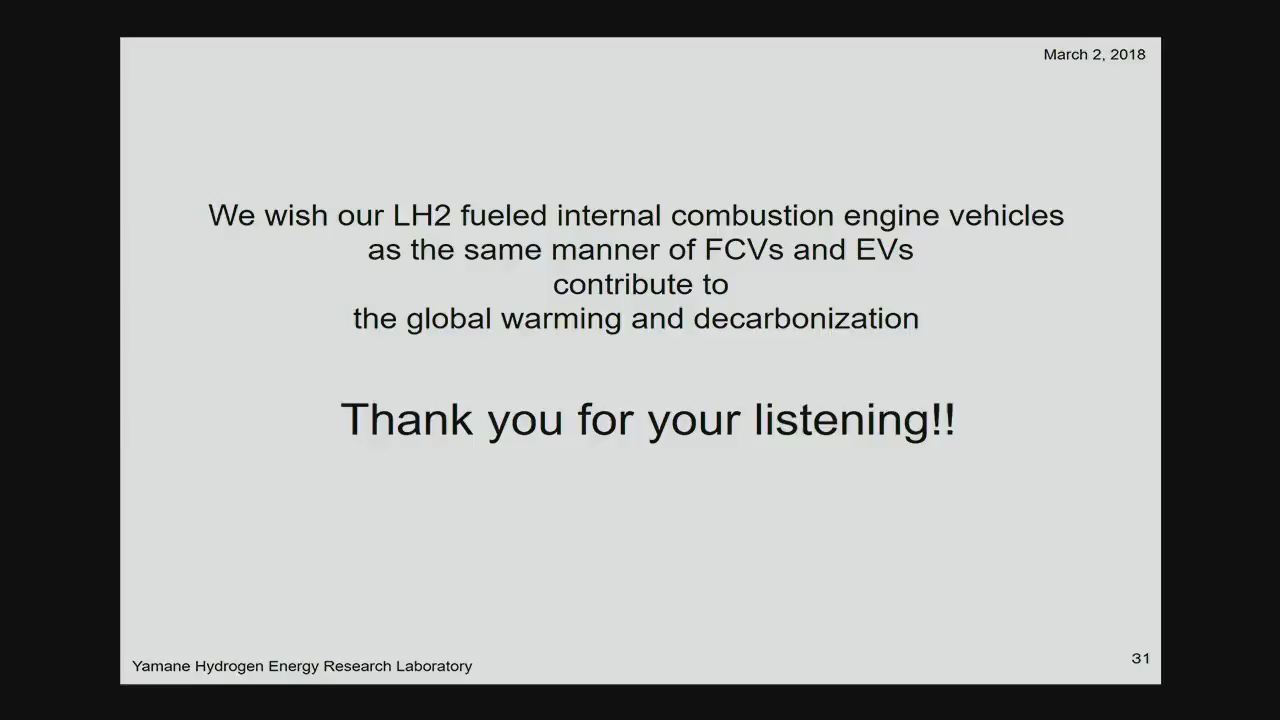 March 2, 2018
We wish our LH2 fueled internal combustion engine vehicles
as the same manner of FCVs and EVs
contribute to
the global warming and decarbonization
Thank you for your listening!!
Yamane Hydrogen Energy Research Laboratory
31